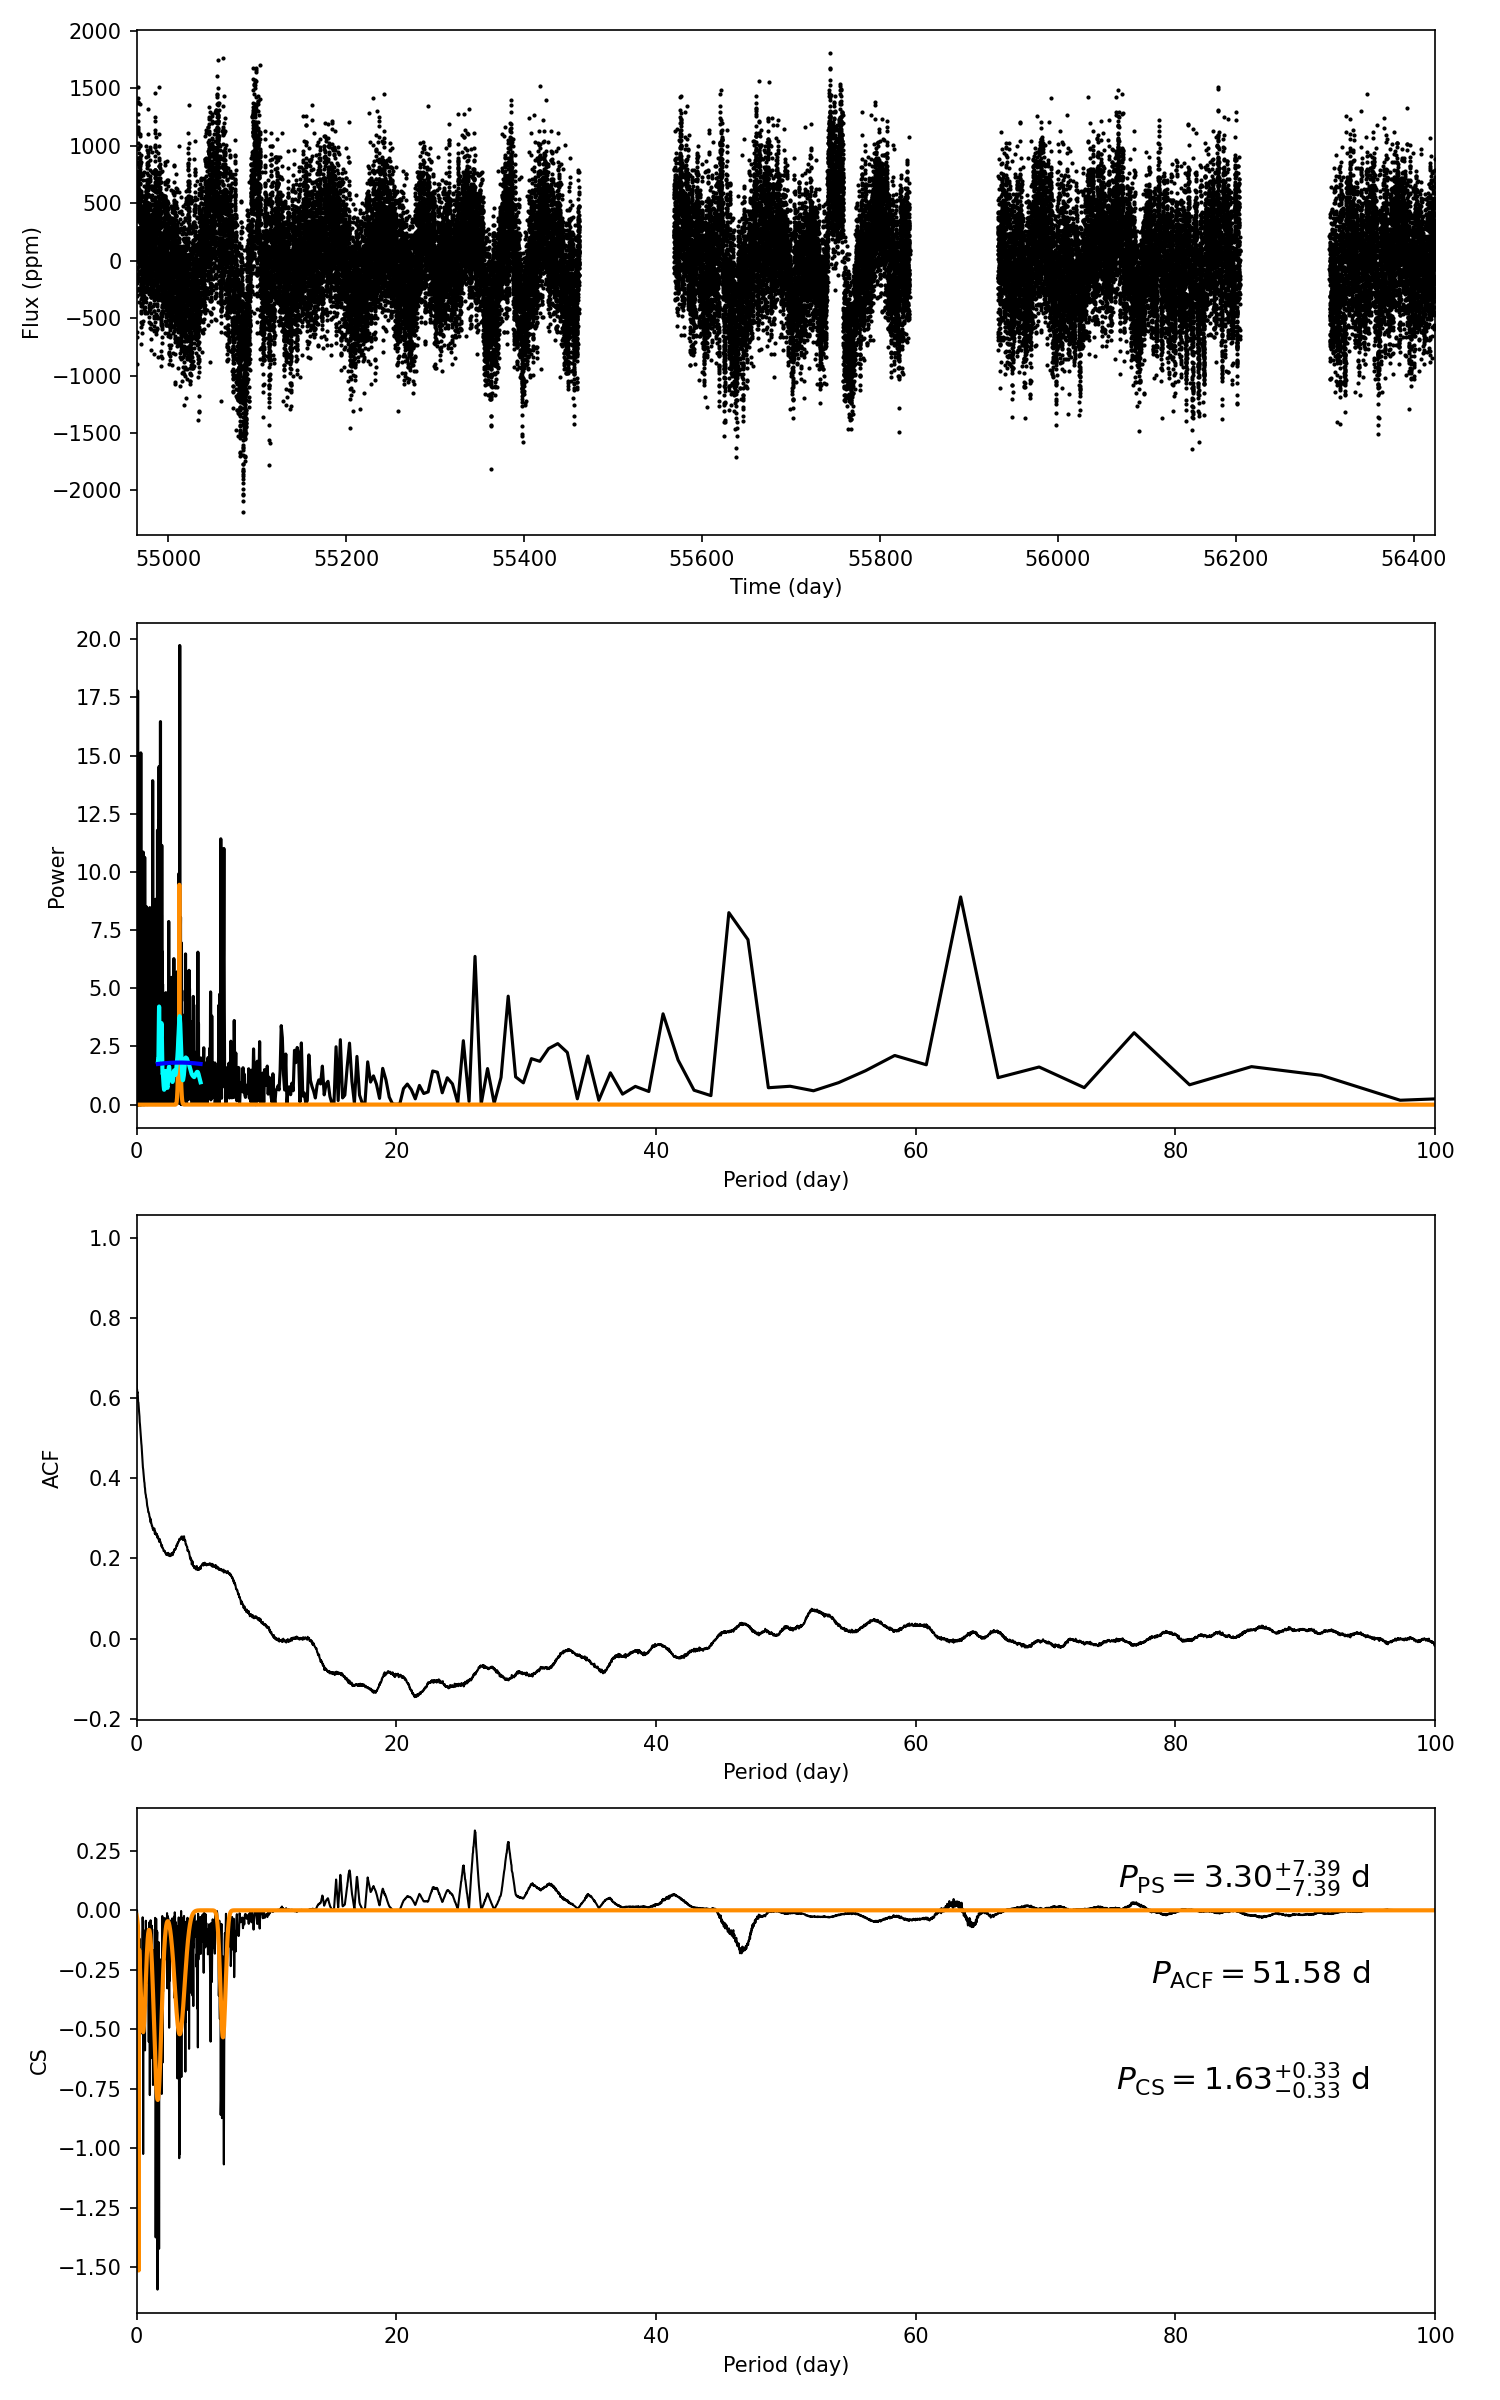 2000
1500
1000
500
0
−500
−1000
−1500
−2000
Flux (ppm)
55000 55200 55400 55600 55800 56000 56200 56400
Time (day)
20.0
17.5
15.0
12.5
10.0
7.5
5.0
2.5
0.0
Power
0 20 40 60 80 100
Period (day)
1.0
0.8
0.6
0.4
0.2
0.0
−0.2
ACF
0 20 40 60 80 100
Period (day)
0.25
0.00
−0.25
−0.50
−0.75
−1.00
−1.25
−1.50
CS
P_PS = 3.30 +7.39 −7.39 d
P_ACF = 51.58 d
P_CS = 1.63 +0.33 −0.33 d
0 20 40 60 80 100
Period (day)